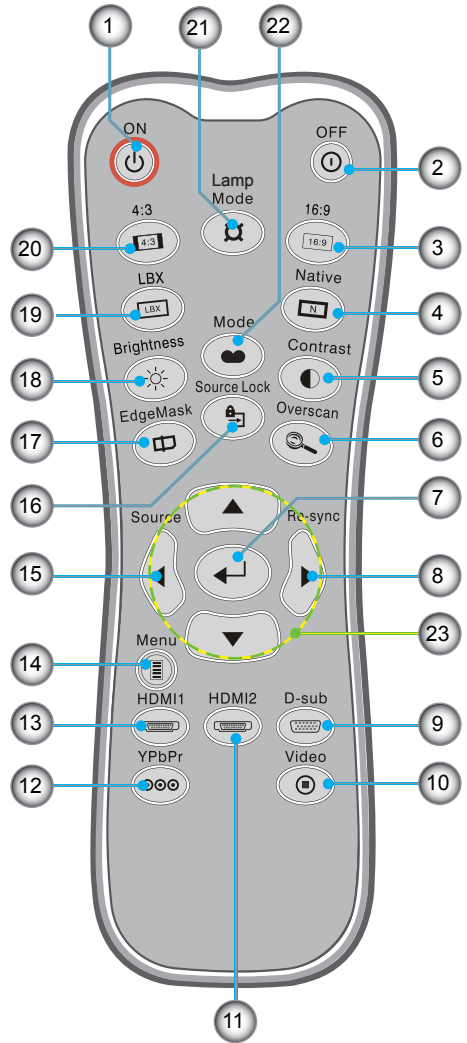 1
21
22
ON
OFF
2
Lamp
Mode
4:3
16:9
20
4:3
16:9
3
LBX
Native
19
LBX
N
4
Mode
Brightness
Contrast
18
5
Source Lock
EdgeMask
Overscan
17
6
16
7
Source
Re-sync
15
8
23
Menu
14
HDMI1
HDMI2
D-sub
13
9
YPbPr
Video
12
10
11